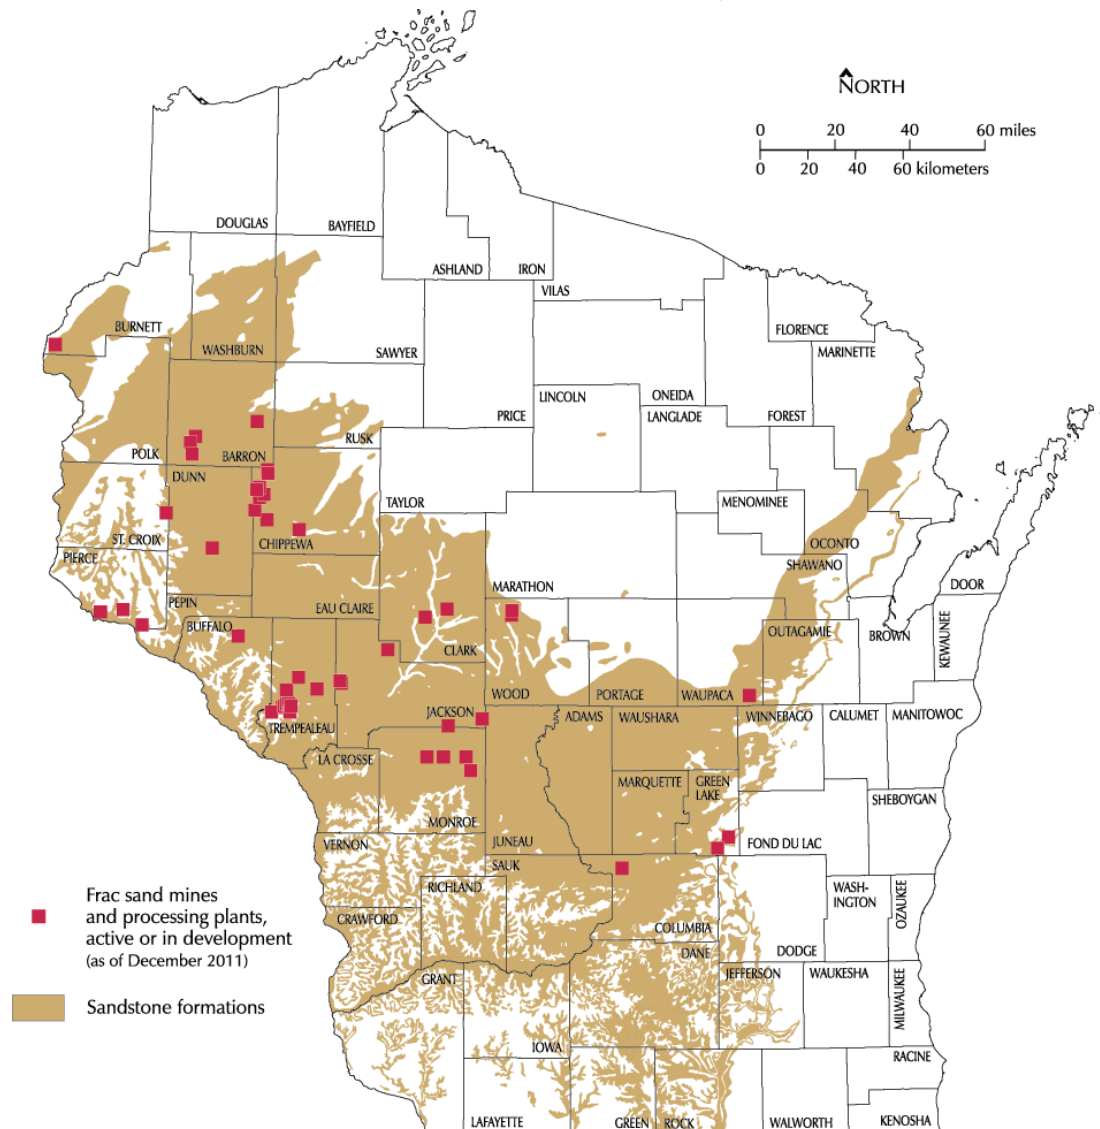 NORTH
0 20 40 60 miles
0 20 40 60 kilometers
DOUGLAS
BAYFIELD
ASHLAND
IRON
VILAS
BURNETT
WASHBURN
SAWYER
FLORENCE
MARINETTE
PRICE
LINCOLN
ONEIDA
LANGLADE
FOREST
POLK
BARRON
RUSK
DUNN
TAYLOR
MENOMINEE
ST. CROIX
CHIPPEWA
OCONTO
PIERCE
SHAWANO
MARATHON
DOOR
PEPIN
EAU CLAIRE
BUFFALO
CLARK
OUTAGAMIE
BROWN
KEWAUNEE
WOOD
PORTAGE
WAUPACA
TREMPEALEAU
JACKSON
ADAMS
WAUSHARA
WINNEBAGO
CALUMET
MANITOWOC
LA CROSSE
MARQUETTE
GREEN
LAKE
SHEBOYGAN
MONROE
JUNEAU
FOND DU LAC
VERNON
SAUK
RICHLAND
WASH-
INGTON
OZAUKEE
CRAWFORD
COLUMBIA
DODGE
DANE
GRANT
JEFFERSON
WAUKESHA
MILWAUKEE
IOWA
RACINE
LAFAYETTE
GREEN
ROCK
WALWORTH
KENOSHA
Frac sand mines
and processing plants,
active or in development
(as of December 2011)
Sandstone formations